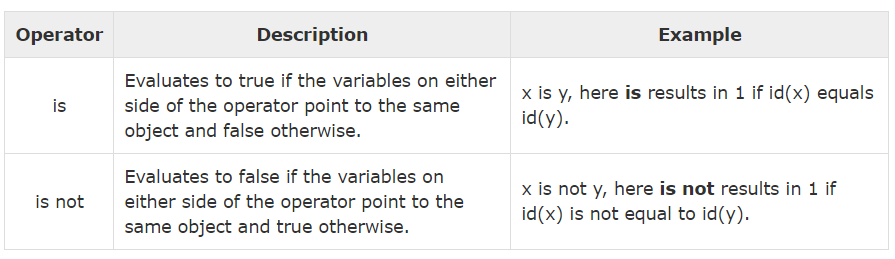 Operator Description Example
is
Evaluates to true if the variables on either
side of the operator point to the same
object and false otherwise.
x is y, here is results in 1 if id(x) equals
id(y).
is not
Evaluates to false if the variables on
either side of the operator point to the
same object and true otherwise.
x is not y, here is not results in 1 if
id(x) is not equal to id(y).